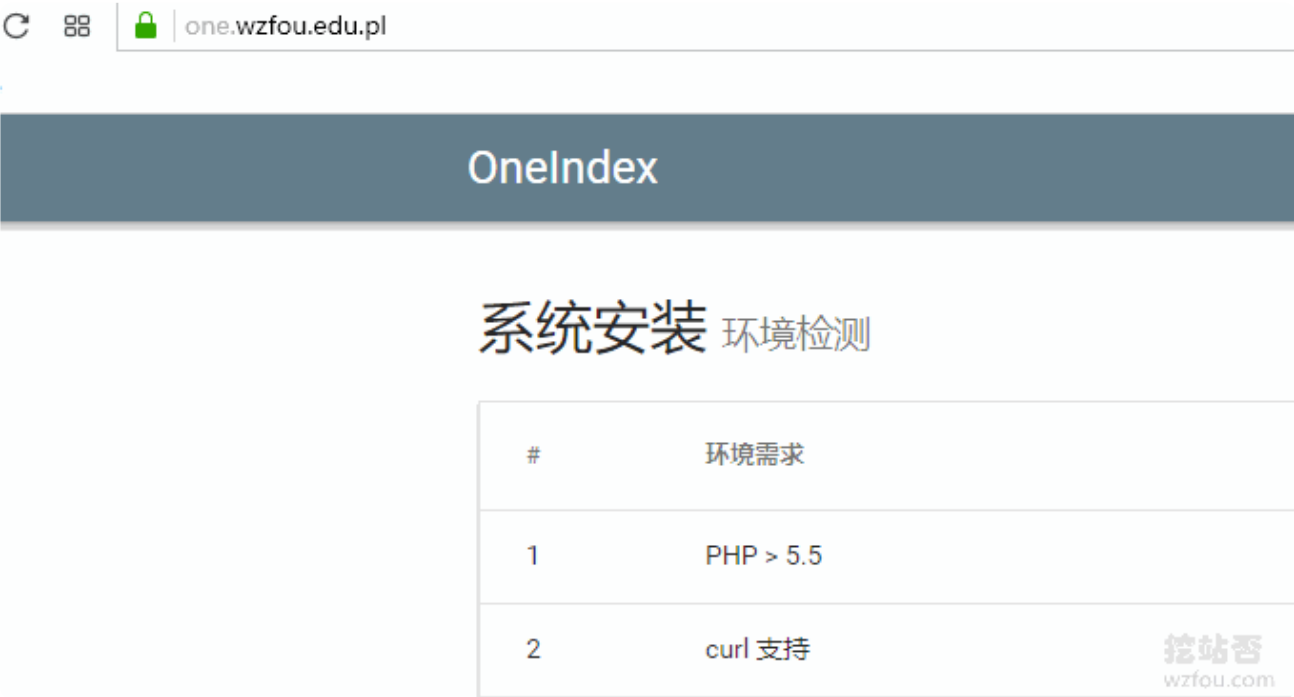 one.wzfou.edu.pl
OneIndex
系统安装 环境检测
# 环境需求
1 PHP > 5.5
2 curl 支持
挖站否
wzfou.com